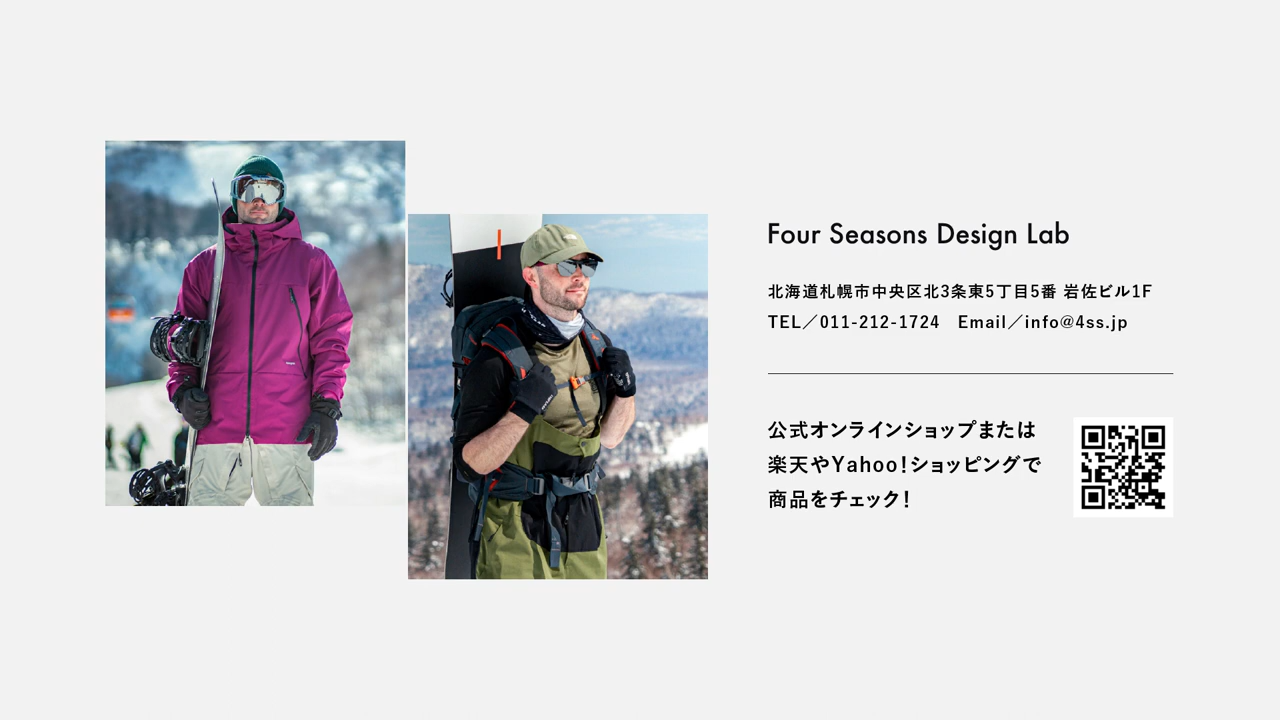 Four Seasons Design Lab
北海道札幌市中央区北3条東5丁目5番 岩佐ビル1F
TEL／011-212-1724　Email／info@4ss.jp
公式オンラインショップまたは
楽天やYahoo!ショッピングで
商品をチェック!